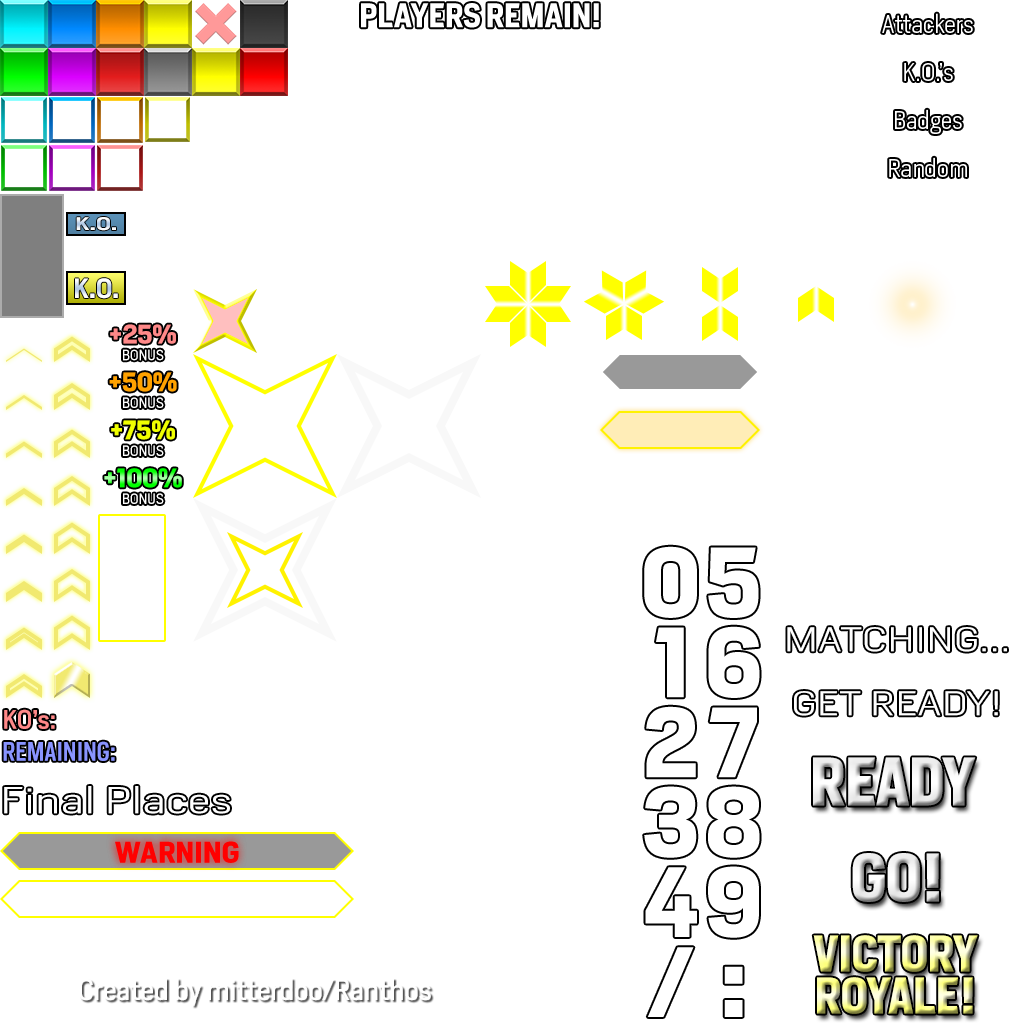 PLAYERS REMAIN!
Attackers
K.O.'s
Badges
Random
K.O.
K.O.
+25%
BONUS
+50%
BONUS
+75%
BONUS
+100%
BONUS
05
16
27
38
49
/:
MATCHING...
GET READY!
READY
GO!
VICTORY
ROYALE!
KO's:
REMAINING:
Final Places
WARNING
Created by mitterdoo/Ranthos